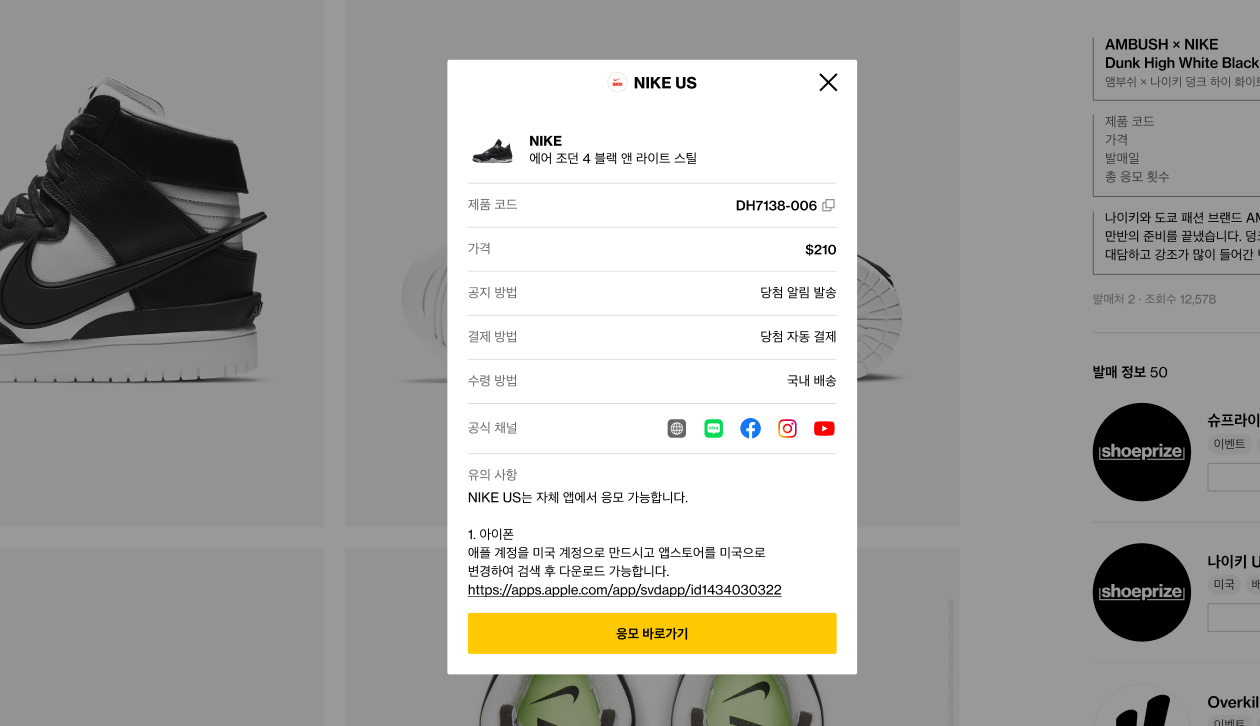 NIKE US
NIKE
에어 조던 4 블랙 앤 라이트 스틸
제품 코드 DH7138-006
가격 $210
공지 방법 당첨 알림 발송
결제 방법 당첨 자동 결제
수령 방법 국내 배송
공식 채널
유의 사항
NIKE US는 자체 앱에서 응모 가능합니다.
1. 아이폰
애플 계정을 미국 계정으로 만드시고 앱스토어를 미국으로
변경하여 검색 후 다운로드 가능합니다.
https://apps.apple.com/app/svdapp/id1434030322
응모 바로가기
AMBUSH × NIKE
Dunk High White Black
앰부쉬 × 나이키 덩크 하이 화이트
제품 코드
가격
발매일
총 응모 횟수
나이키와 도쿄 패션 브랜드
만반의 준비를 끝냈습니다.
대담하고 강조가 많이 들어간
발매처 2 · 조회수 12,578
발매 정보 50
shoeprize
슈프라이
이벤트
shoeprize
나이키 U
미국
Overkil
이벤트